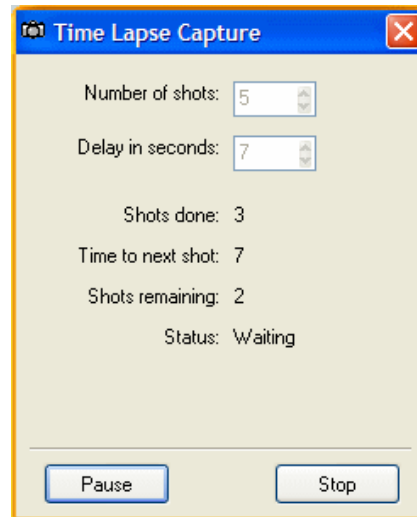 Time Lapse Capture
Number of shots: 5
Delay in seconds: 7
Shots done: 3
Time to next shot: 7
Shots remaining: 2
Status: Waiting
Pause Stop